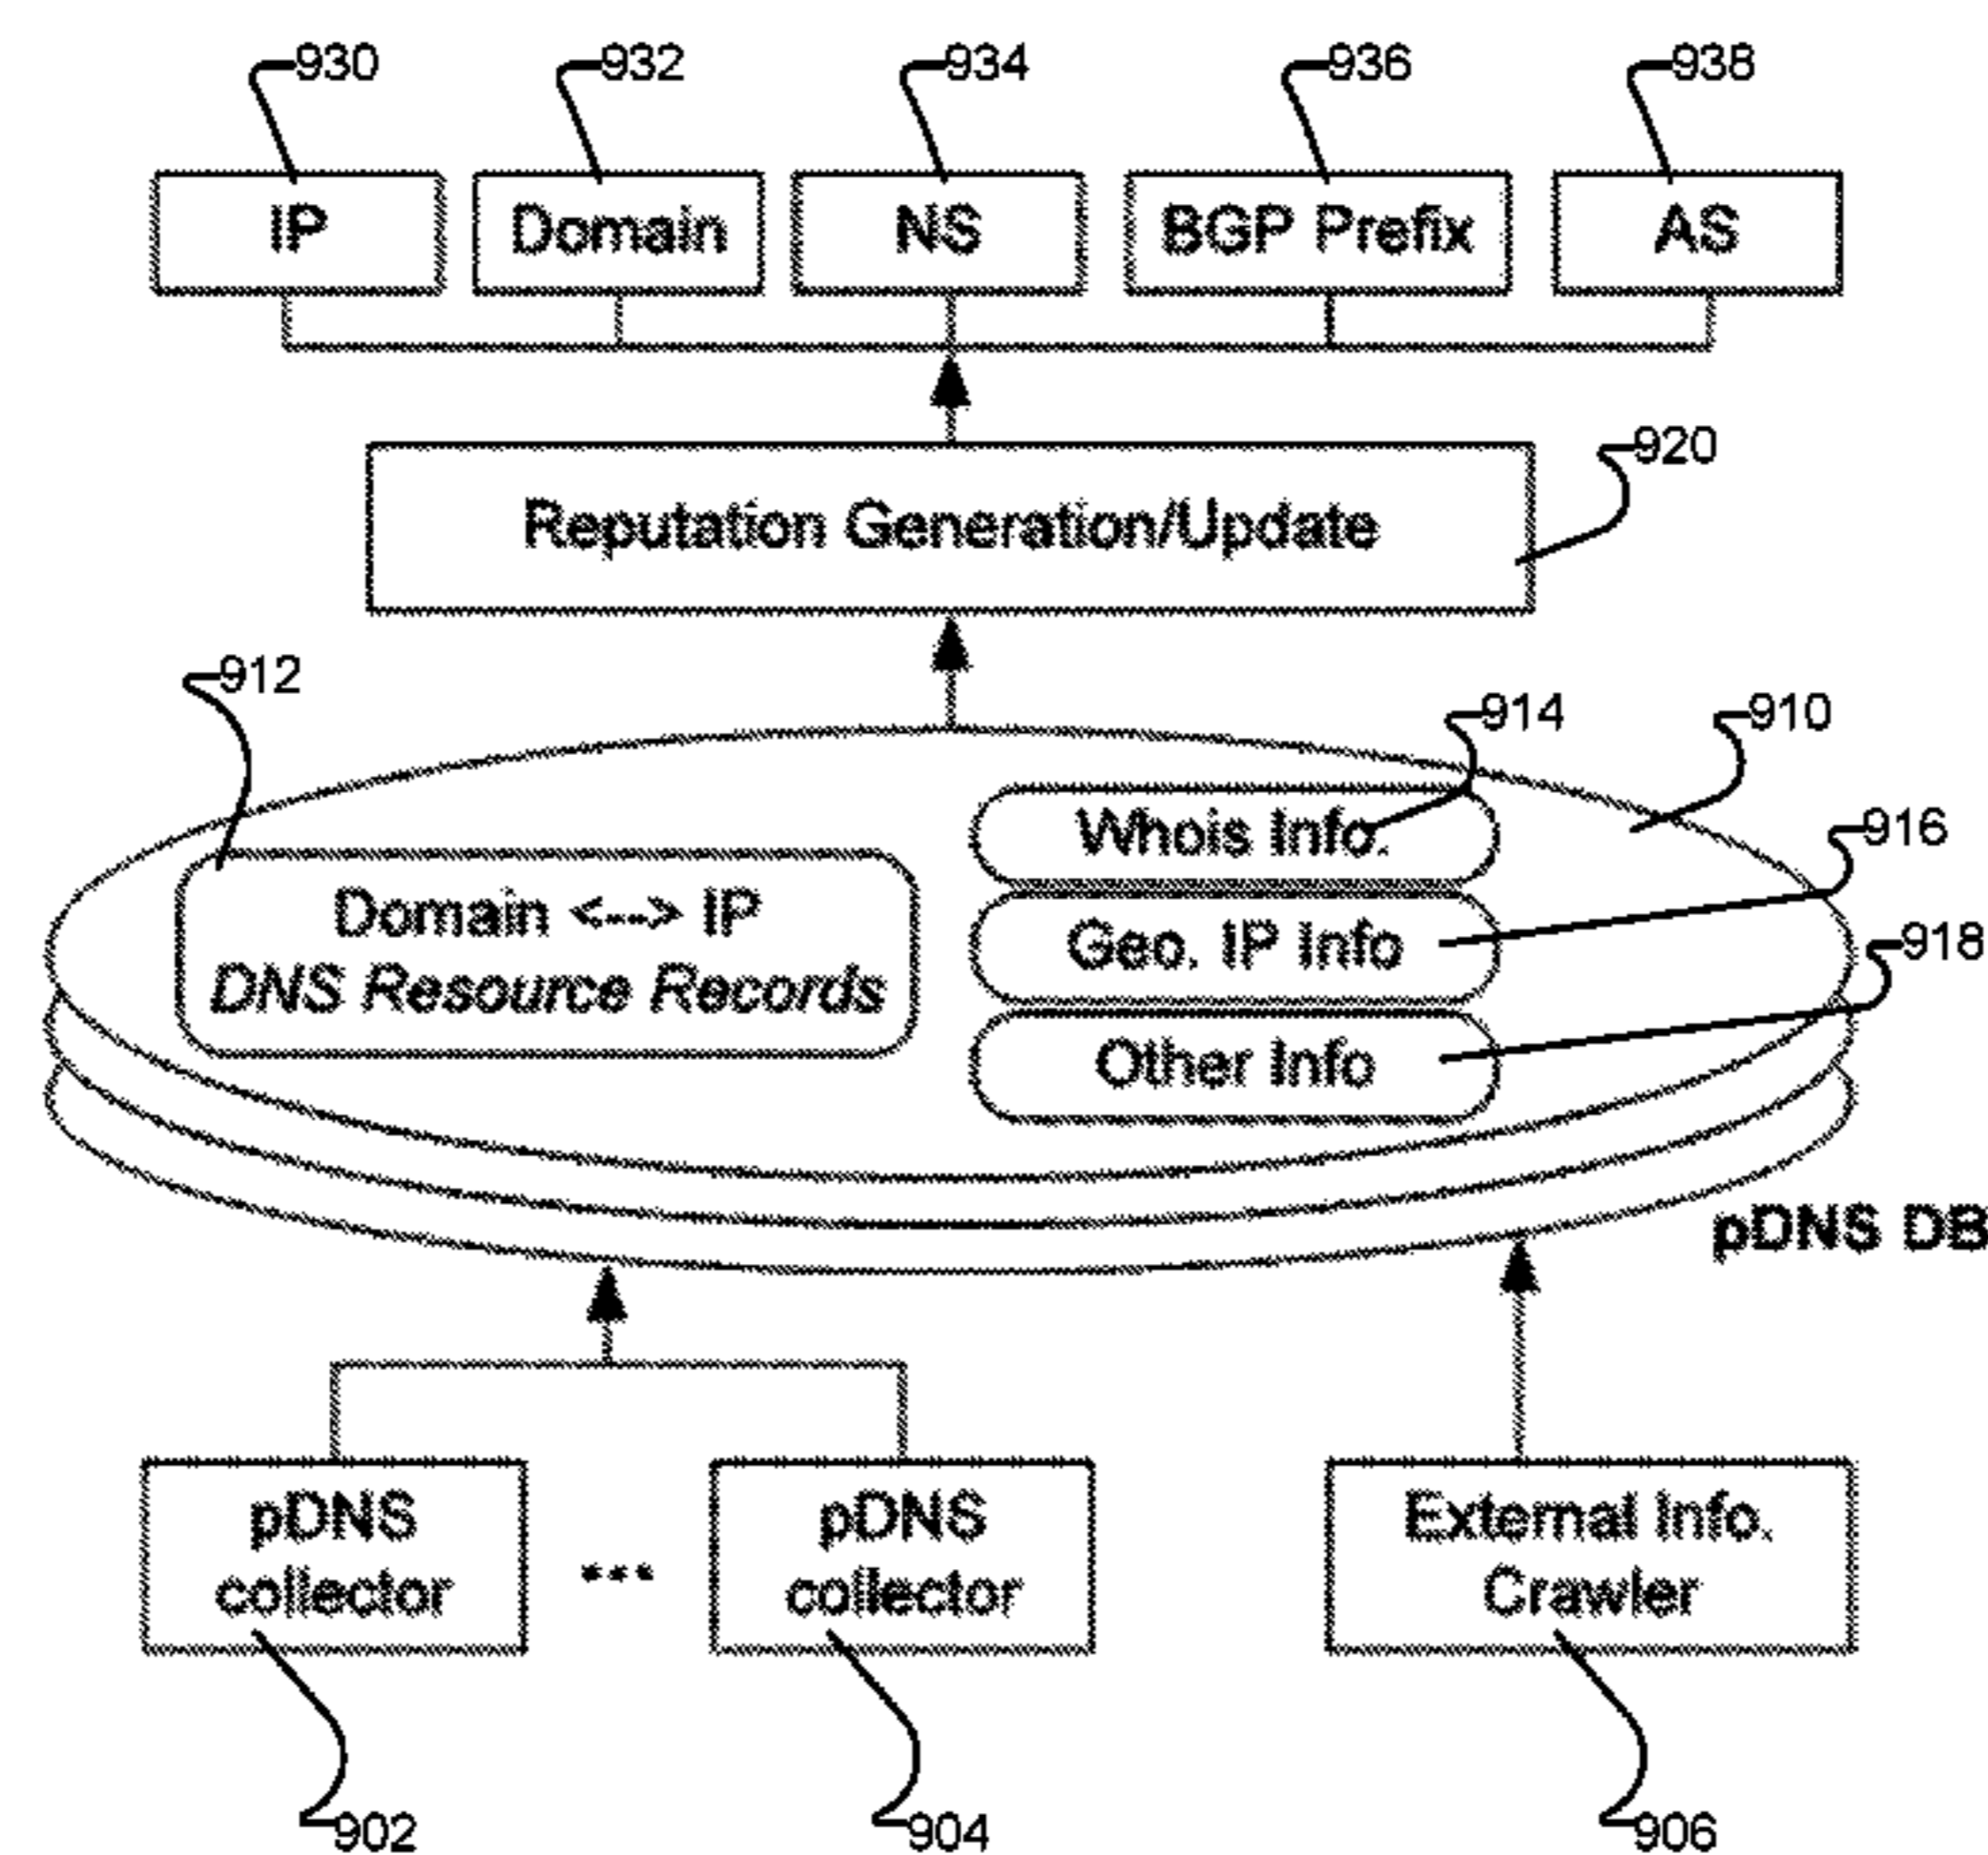 930
932
934
936
938
IP
Domain
NS
BGP Prefix
AS
920
Reputation Generation/Update
912
914
910
916
918
Whois Info.
Domain <---> IP
DNS Resource Records
Geo. IP Info
Other Info
pDNS DB
pDNS
collector
...
pDNS
collector
External Info.
Crawler
902
904
906